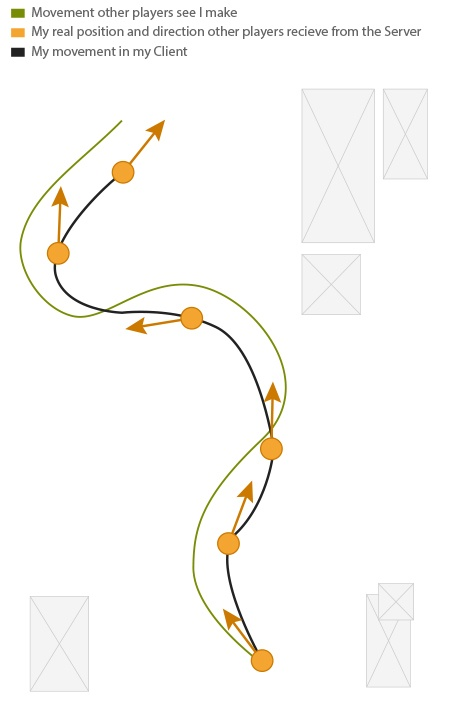 Movement other players see I make
My real position and direction other players recieve from the Server
My movement in my Client